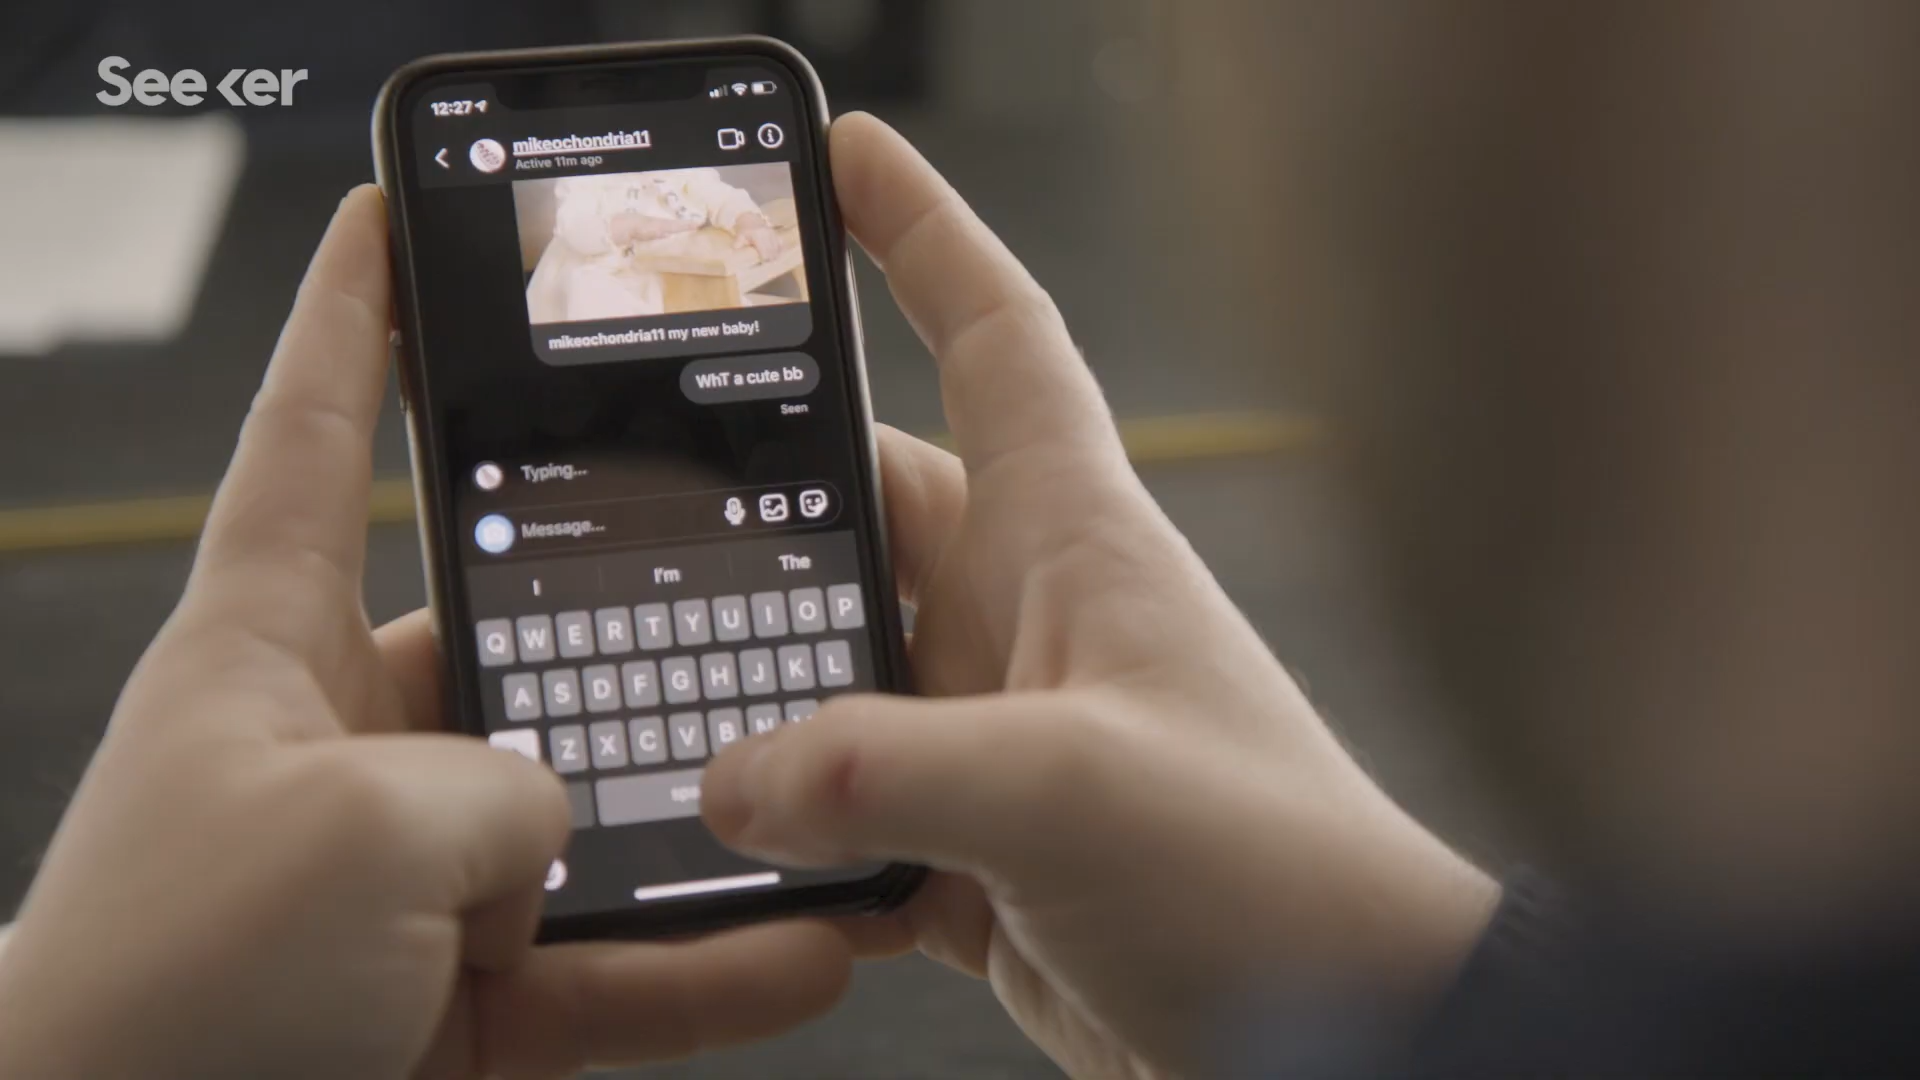 Seeker
12:27
mikeochondria11
Active 11m ago
mikeochondria11 my new baby!
WhT a cute bb
Seen
Typing...
Message...
I I'm The
Q W E R T Y U I O P
A S D F G H J K L
Z X C V B N